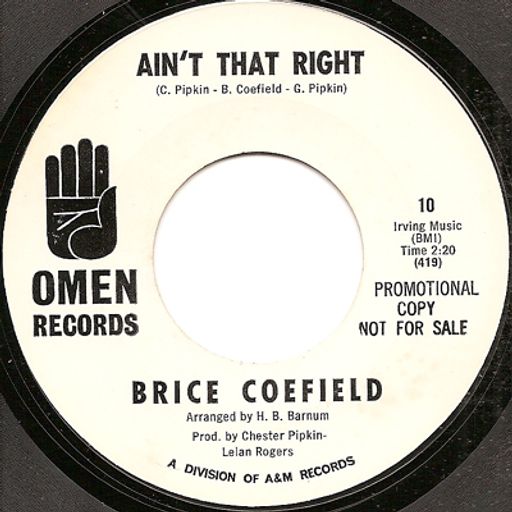 AIN'T THAT RIGHT
(C. Pipkin - B. Coefield - G. Pipkin)
OMEN
RECORDS
10
Irving Music
(BMI)
Time 2:20
(419)
PROMOTIONAL
COPY
NOT FOR SALE
BRICE COEFIELD
Arranged by H. B. Barnum
Prod. by Chester Pipkin-
Lelan Rogers
A DIVISION OF A&M RECORDS